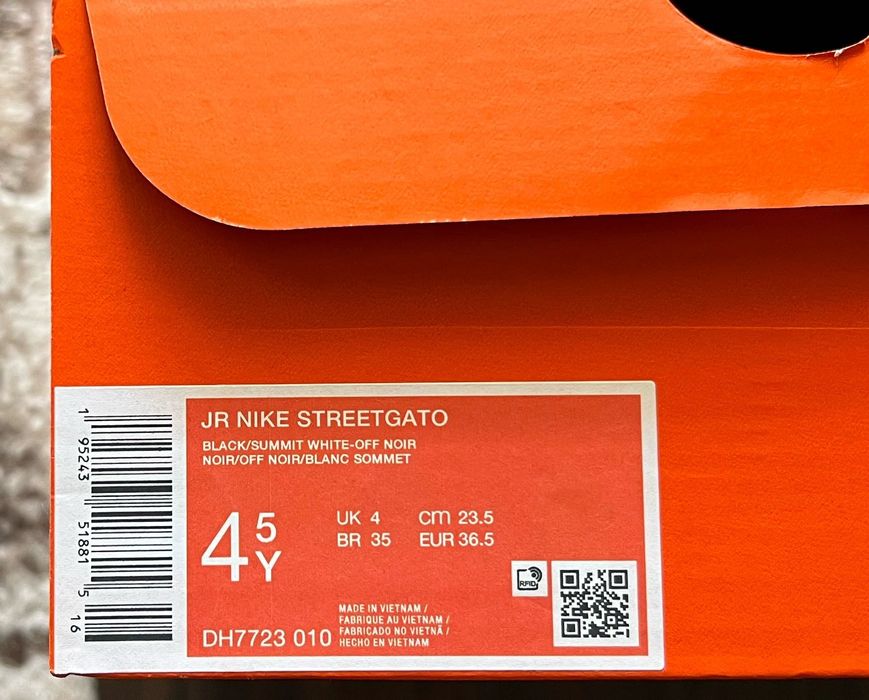 JR NIKE STREETGATO
BLACK/SUMMIT WHITE-OFF NOIR
NOIR/OFF NOIR/BLANC SOMMET
4 5 Y
UK 4 CM 23.5
BR 35 EUR 36.5
RFID
DH7723 010
MADE IN VIETNAM /
FABRIQUE AU VIETNAM /
FABRICADO NO VIETNÃ /
HECHO EN VIETNAM
1 95243 51881 5 16